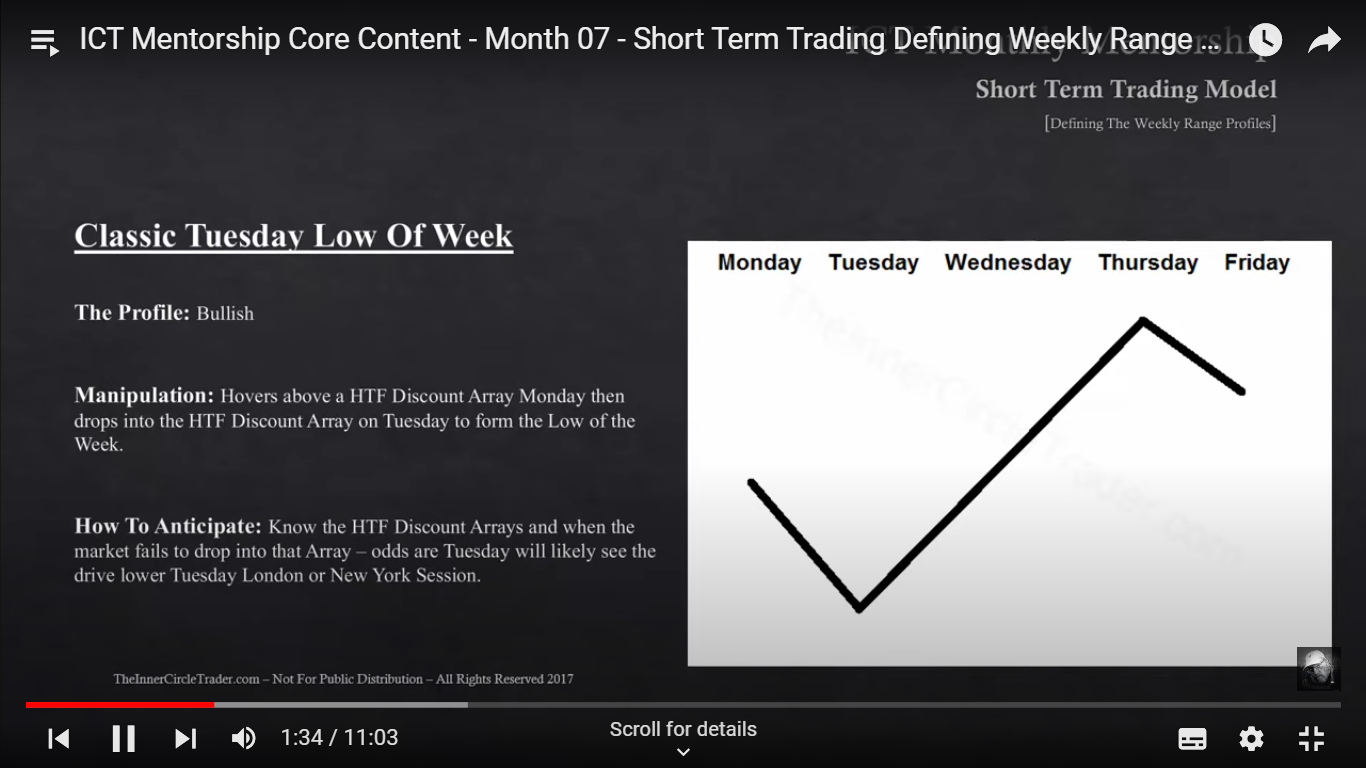 ICT Mentorship Core Content - Month 07 - Short Term Trading Defining Weekly Range ...
ICT Monthly Mentorship
Short Term Trading Model
[Defining The Weekly Range Profiles]
Classic Tuesday Low Of Week
The Profile: Bullish
Manipulation: Hovers above a HTF Discount Array Monday then
drops into the HTF Discount Array on Tuesday to form the Low of the
Week.
How To Anticipate: Know the HTF Discount Arrays and when the
market fails to drop into that Array – odds are Tuesday will likely see the
drive lower Tuesday London or New York Session.
Monday Tuesday Wednesday Thursday Friday
TheInnerCircleTrader.com
TheInnerCircleTrader.com – Not For Public Distribution – All Rights Reserved 2017
1:34 / 11:03
Scroll for details